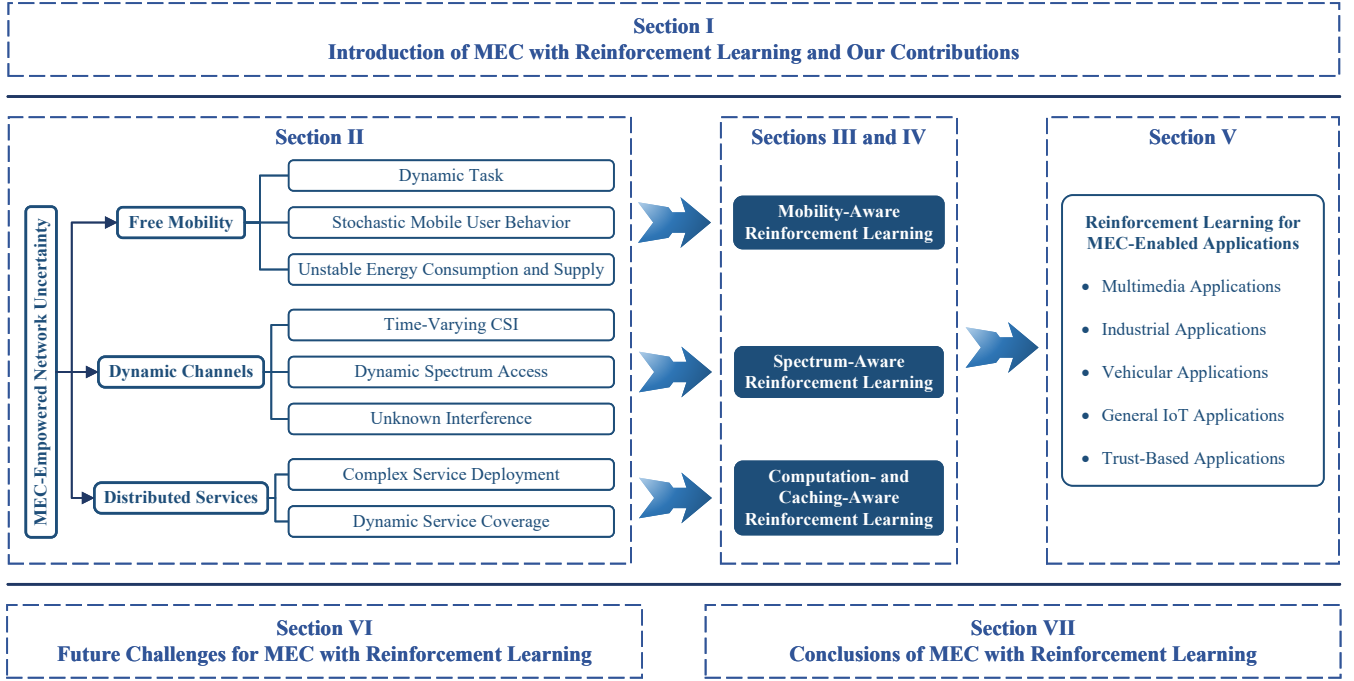 Section I
Introduction of MEC with Reinforcement Learning and Our Contributions
Section II
MEC-Empowered Network Uncertainty
Free Mobility
Dynamic Task
Stochastic Mobile User Behavior
Unstable Energy Consumption and Supply
Dynamic Channels
Time-Varying CSI
Dynamic Spectrum Access
Unknown Interference
Distributed Services
Complex Service Deployment
Dynamic Service Coverage
Sections III and IV
Mobility-Aware
Reinforcement Learning
Spectrum-Aware
Reinforcement Learning
Computation- and
Caching-Aware
Reinforcement Learning
Section V
Reinforcement Learning for
MEC-Enabled Applications
• Multimedia Applications
• Industrial Applications
• Vehicular Applications
• General IoT Applications
• Trust-Based Applications
Section VI
Future Challenges for MEC with Reinforcement Learning
Section VII
Conclusions of MEC with Reinforcement Learning